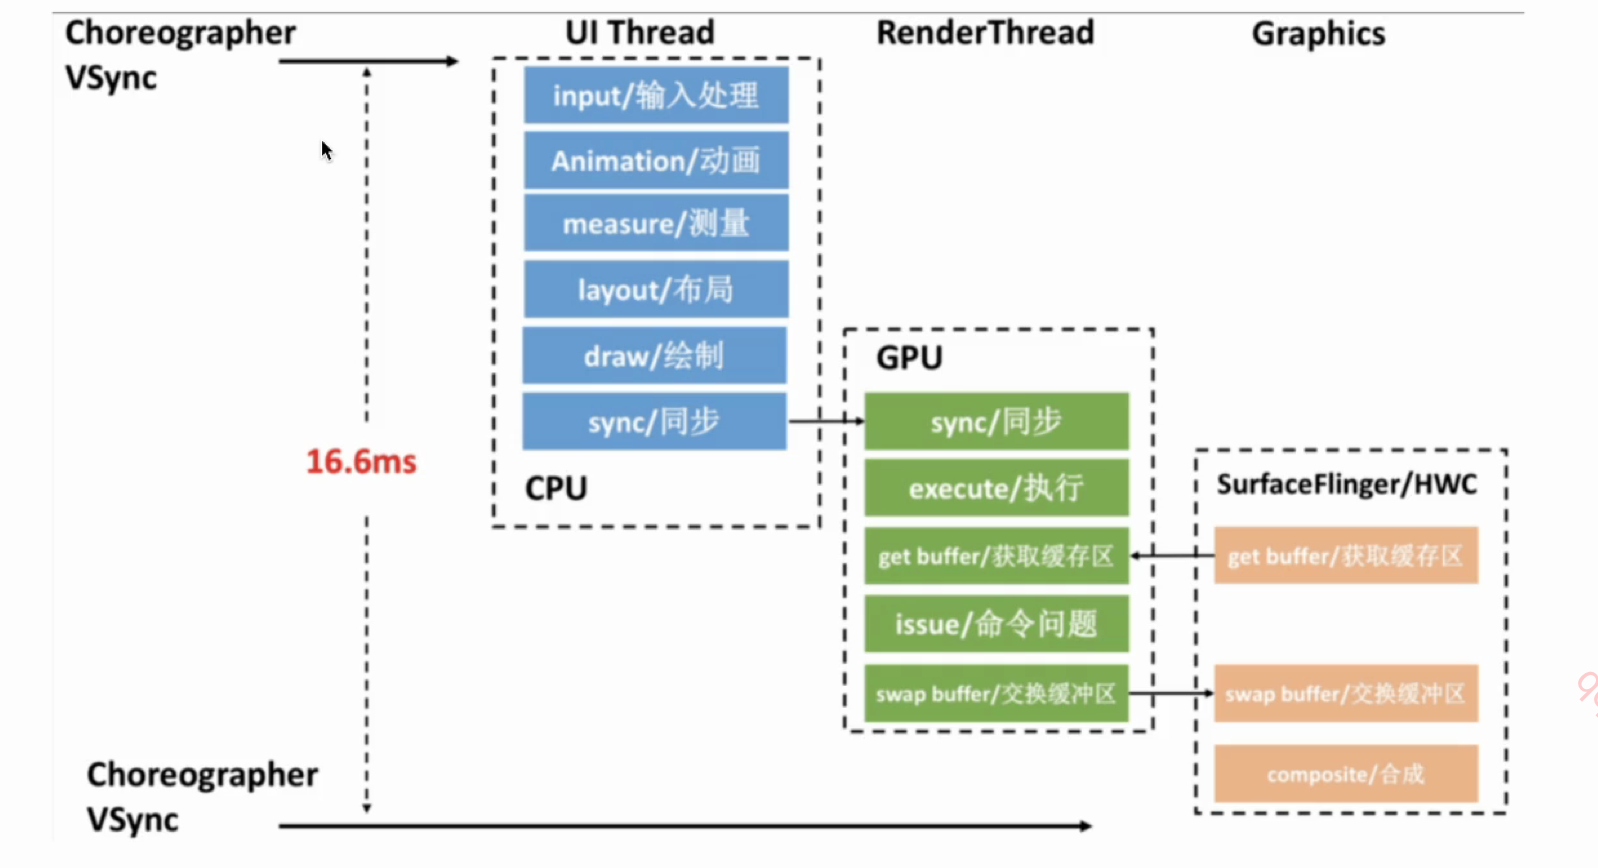 Choreographer
VSync
UI Thread
RenderThread
Graphics
input/输入处理
Animation/动画
measure/测量
layout/布局
draw/绘制
sync/同步
CPU
16.6ms
GPU
sync/同步
execute/执行
get buffer/获取缓存区
issue/命令问题
swap buffer/交换缓冲区
SurfaceFlinger/HWC
get buffer/获取缓存区
swap buffer/交换缓冲区
composite/合成
Choreographer
VSync